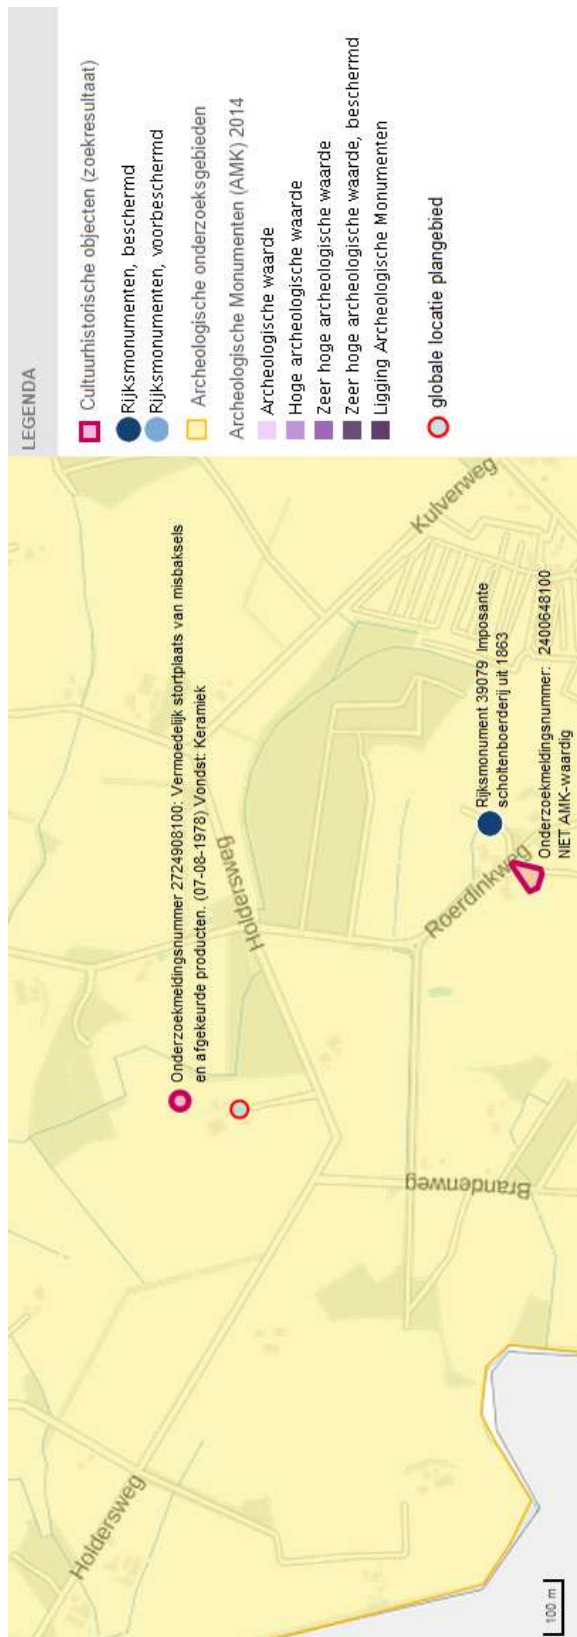 LEGENDA
Cultuurhistorische objecten (zoekresultaat)
Rijksmonumenten, beschermd
Rijksmonumenten, voorbeschermd
Archeologische onderzoeksgebieden
Archeologische Monumenten (AMK) 2014
Archeologische waarde
Hoge archeologische waarde
Zeer hoge archeologische waarde
Zeer hoge archeologische waarde, beschermd
Ligging Archeologische Monumenten
globale locatie plangebied
Onderzoekmeldingsnummer 2724908100: Vermoedelijk stortplaats van misbaksels
en afgekeurde producten. (07-08-1978) Vondst: Keramiek
Kulverweg
Holdersweg
Rijksmonument 39079 Imposante
scholtenboerderij uit 1863
Roerdinkweg
Onderzoekmeldingsnummer: 2400648100
NIET AMK-waardig
Brandenweg
Holdersweg
100 m